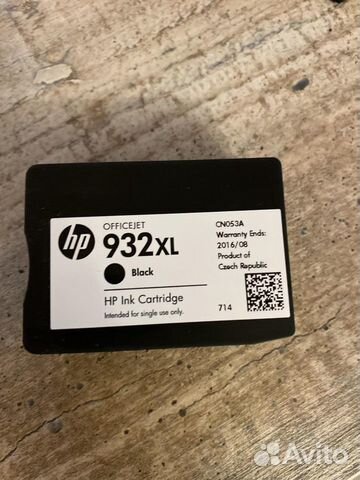 hp
OFFICEJET
932XL
Black
HP Ink Cartridge
Intended for single use only.
CN053A
Warranty Ends:
2016/08
Product of
Czech Republic
714
Avito